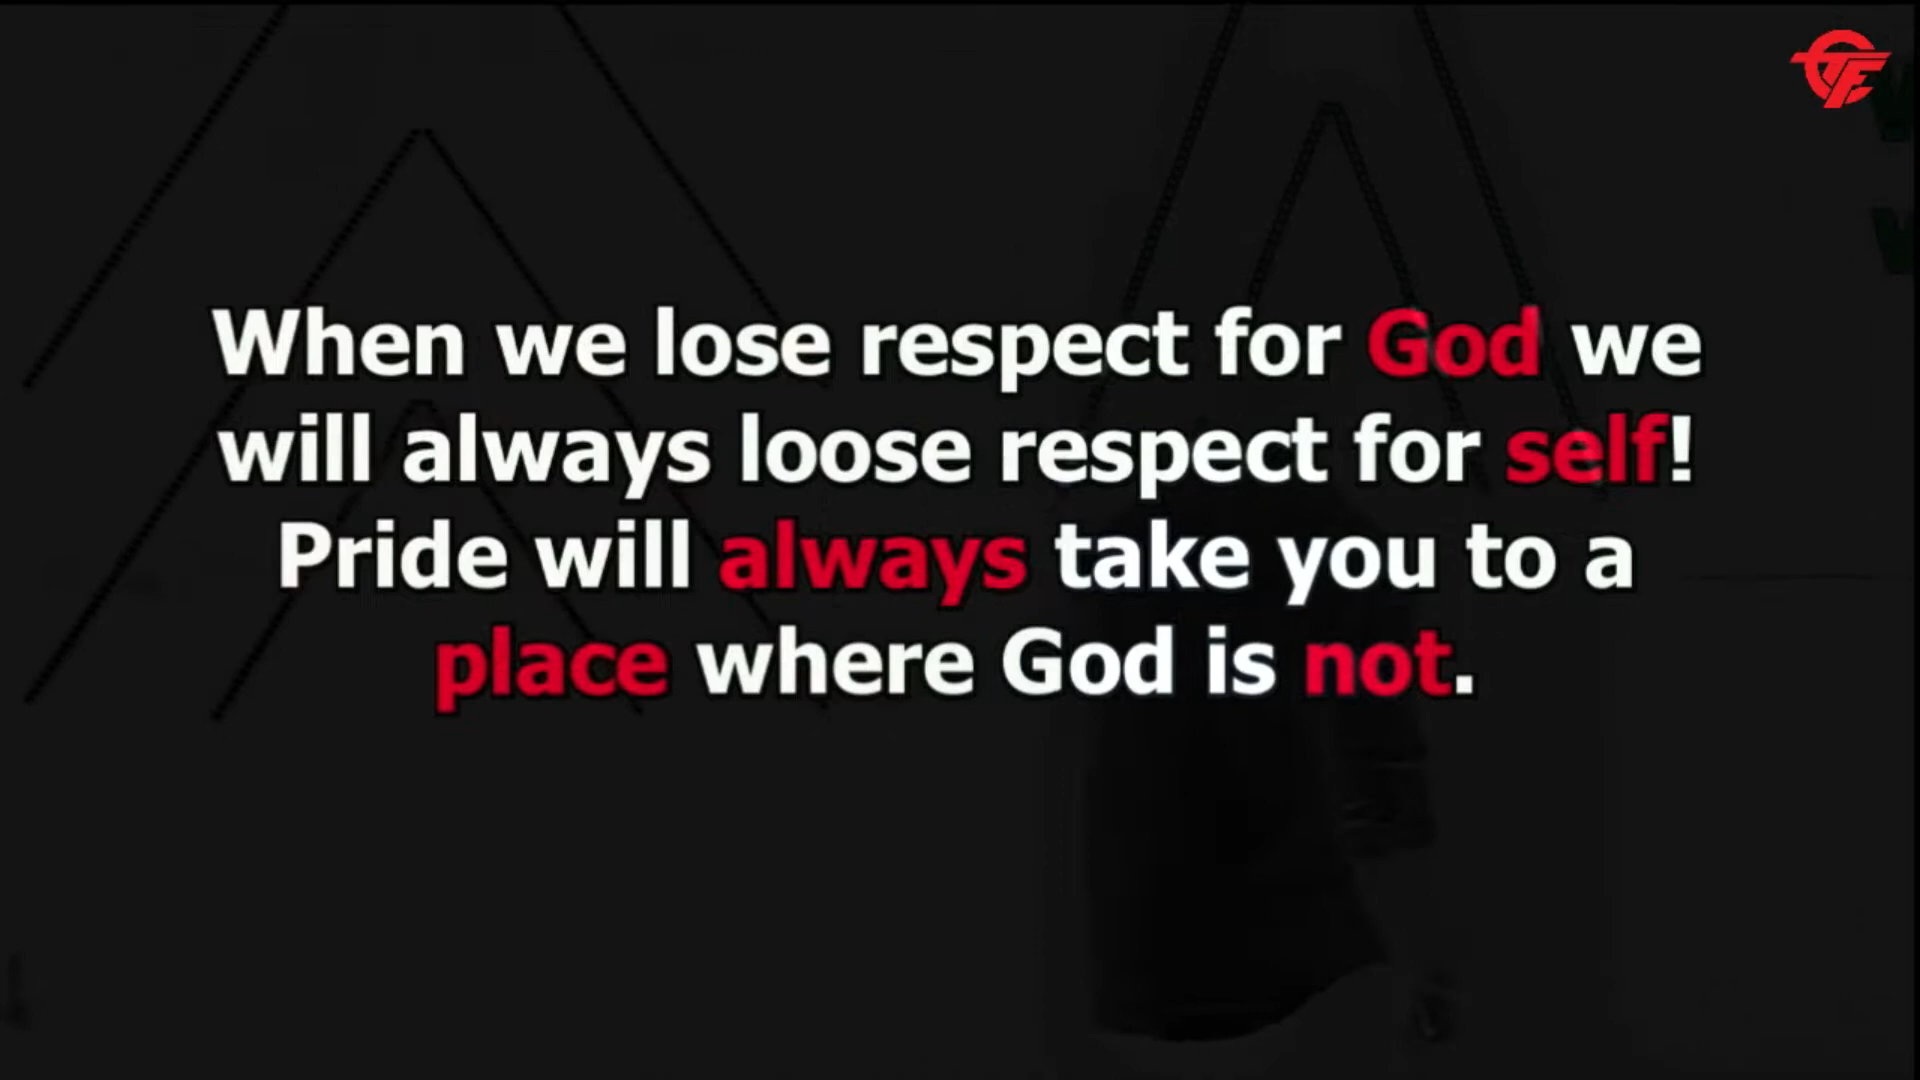 When we lose respect for God we
will always loose respect for self!
Pride will always take you to a
place where God is not.